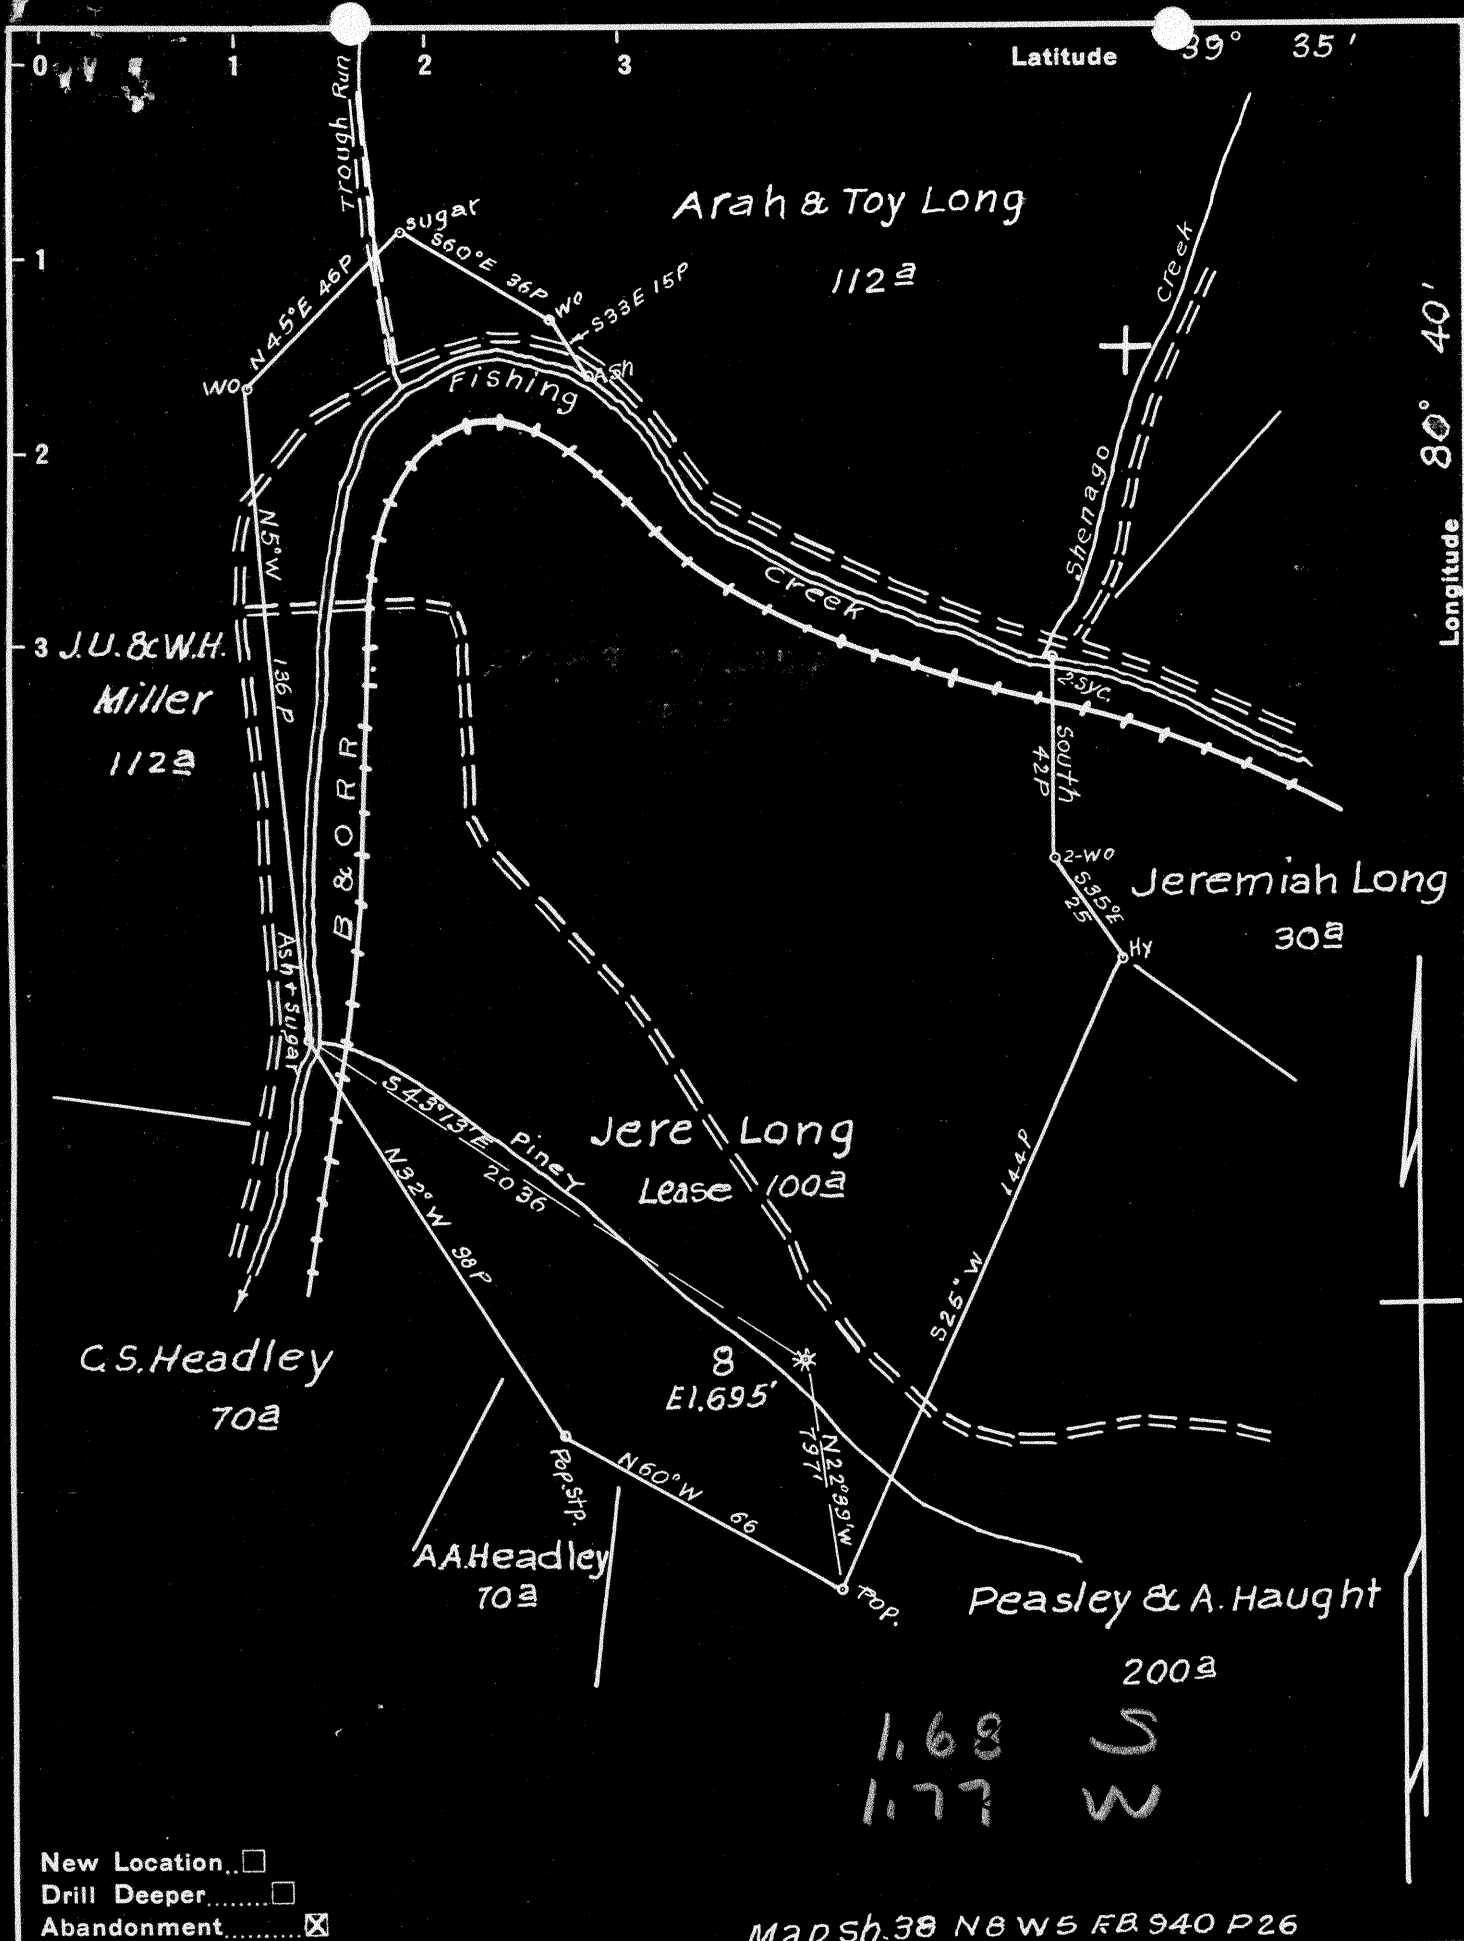 0 1 2 3 Latitude 39° 35'
Trough Run
sugar
S60°E 36P
Arah & Toy Long
112a
N45°E 46P
WO
S33E 15P
Ash
WO
1
2
3
Fishing
Creek
Shenago
Creek
Longitude 80° 40'
N5°W
136 P
J.U. & W.H.
Miller
112a
2 syc.
South
42P
2-WO
S35°E
25
Hy
Jeremiah Long
30a
B & O RR
Ash + Sugar
S43°13'E
2036
Piney
Jere Long
Lease 100a
N32°W 98P
144P
S25°W
C.S. Headley
70a
8
El. 695'
N22°39'W
797'
Pop. Stp.
N60°W 66
A.A. Headley
70a
Pop.
Peasley & A. Haught
200a
1.68 S
1.77 W
New Location..☐
Drill Deeper........☐
Abandonment..........☒
Map Sh. 38 N8 W5 F.B. 940 P26